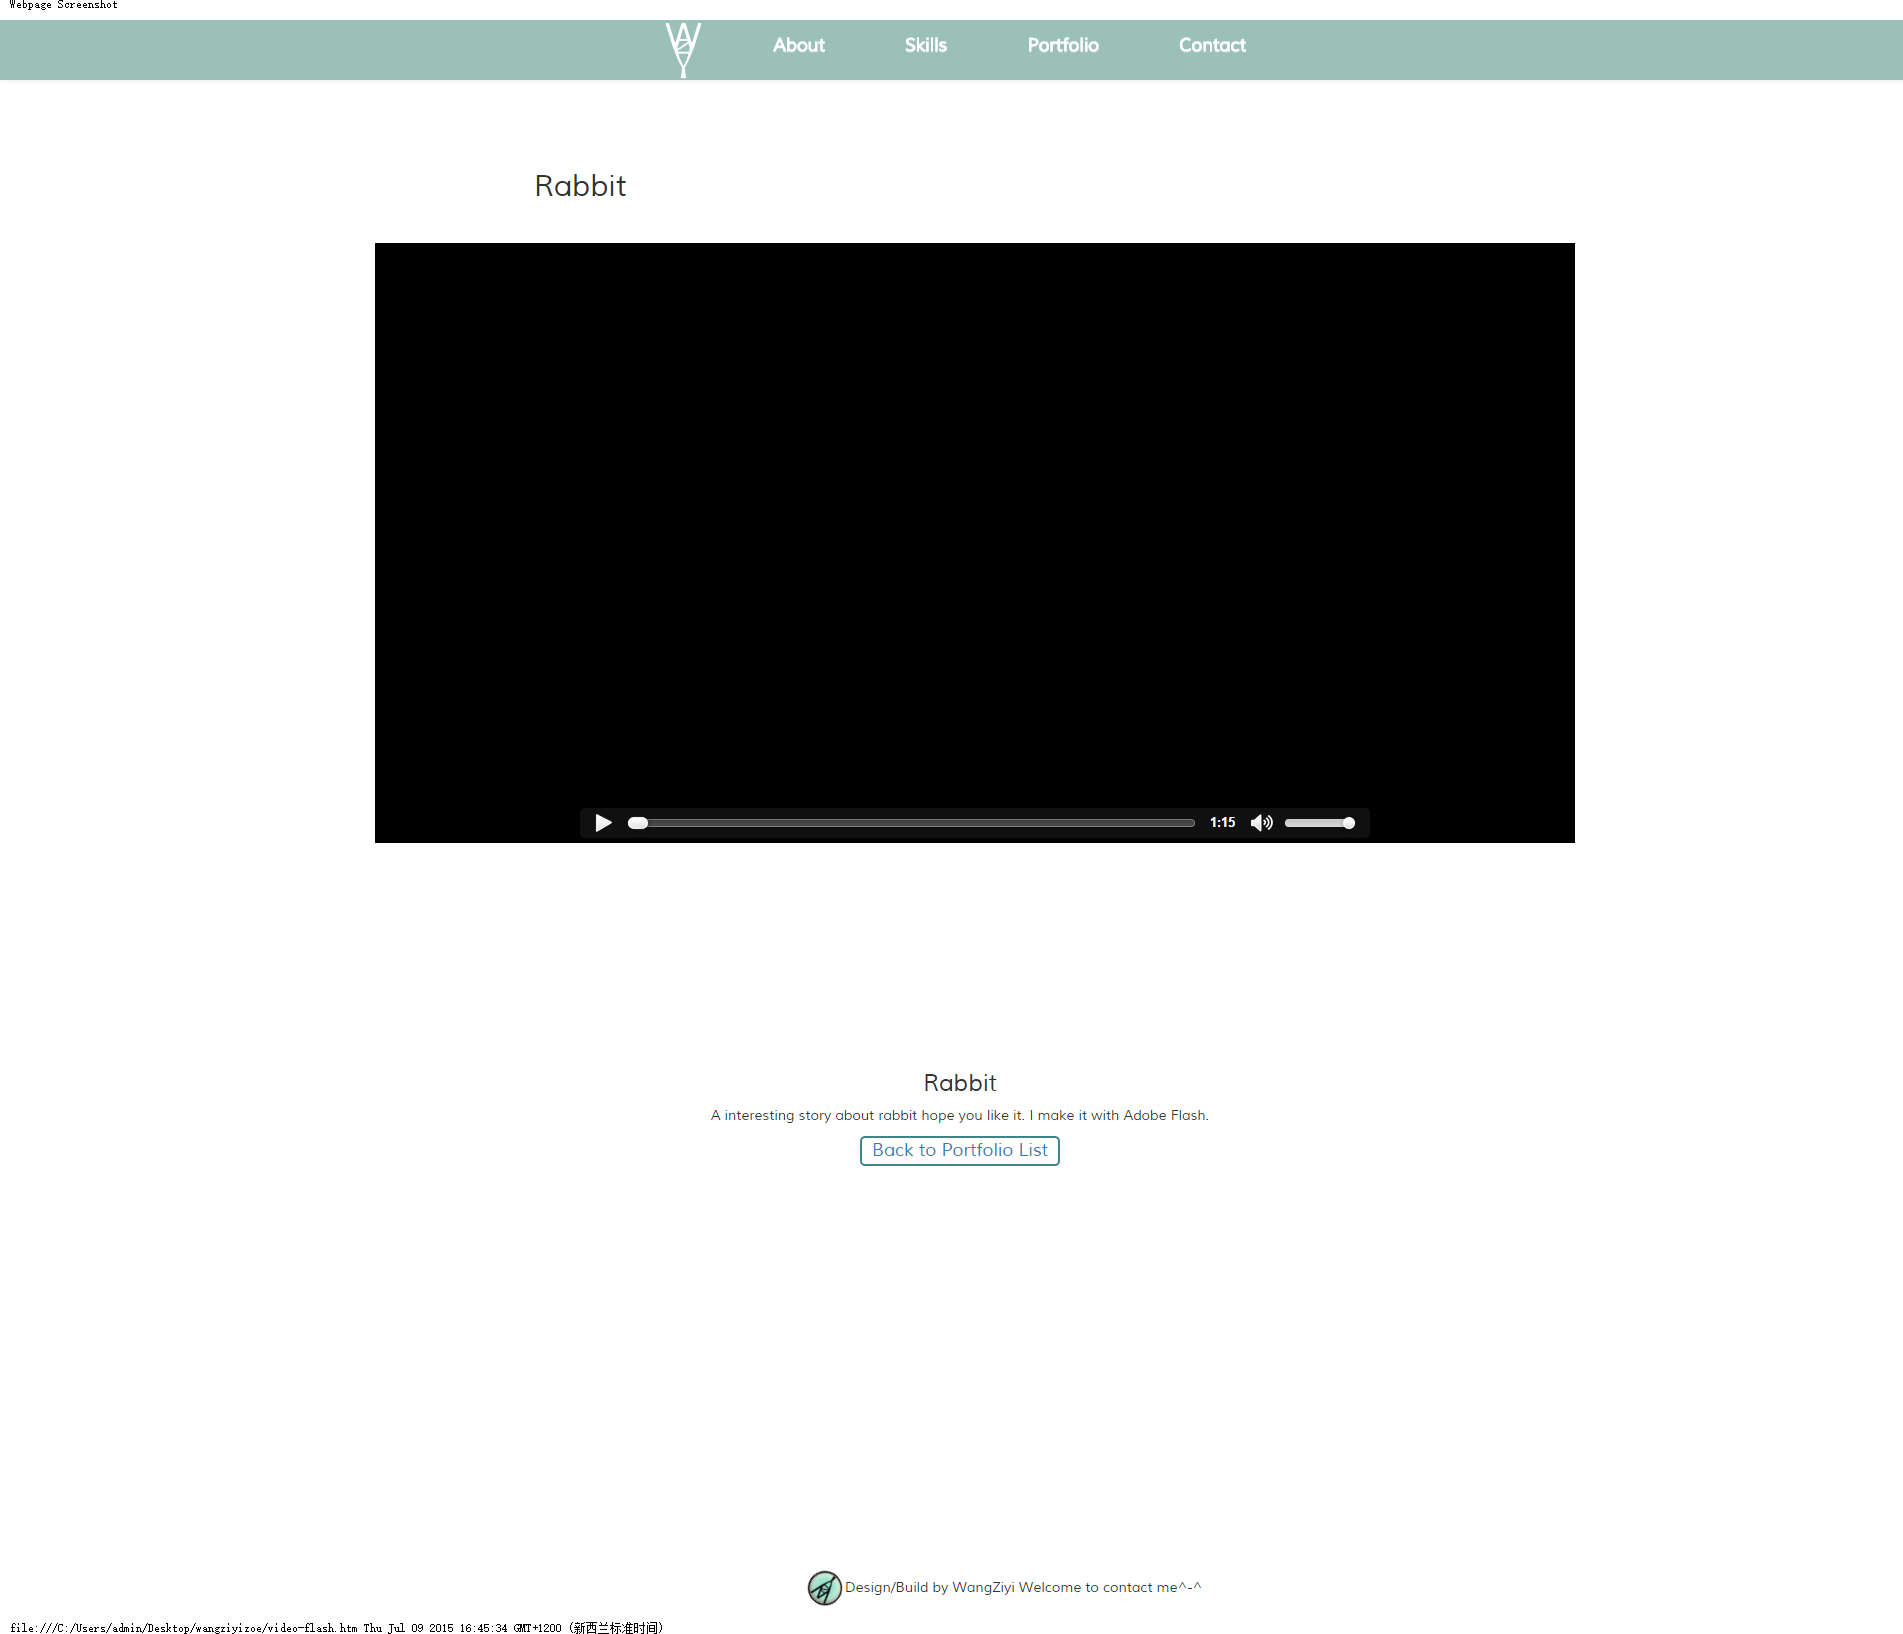 Webpage Screenshot
About Skills Portfolio Contact
Rabbit
1:15
Rabbit
A interesting story about rabbit hope you like it. I make it with Adobe Flash.
Back to Portfolio List
Design/Build by WangZiyi Welcome to contact me^-^
file:///C:/Users/admin/Desktop/wangziyizoe/video-flash.htm Thu Jul 09 2015 16:45:34 GMT+1200 (新西兰标准时间)